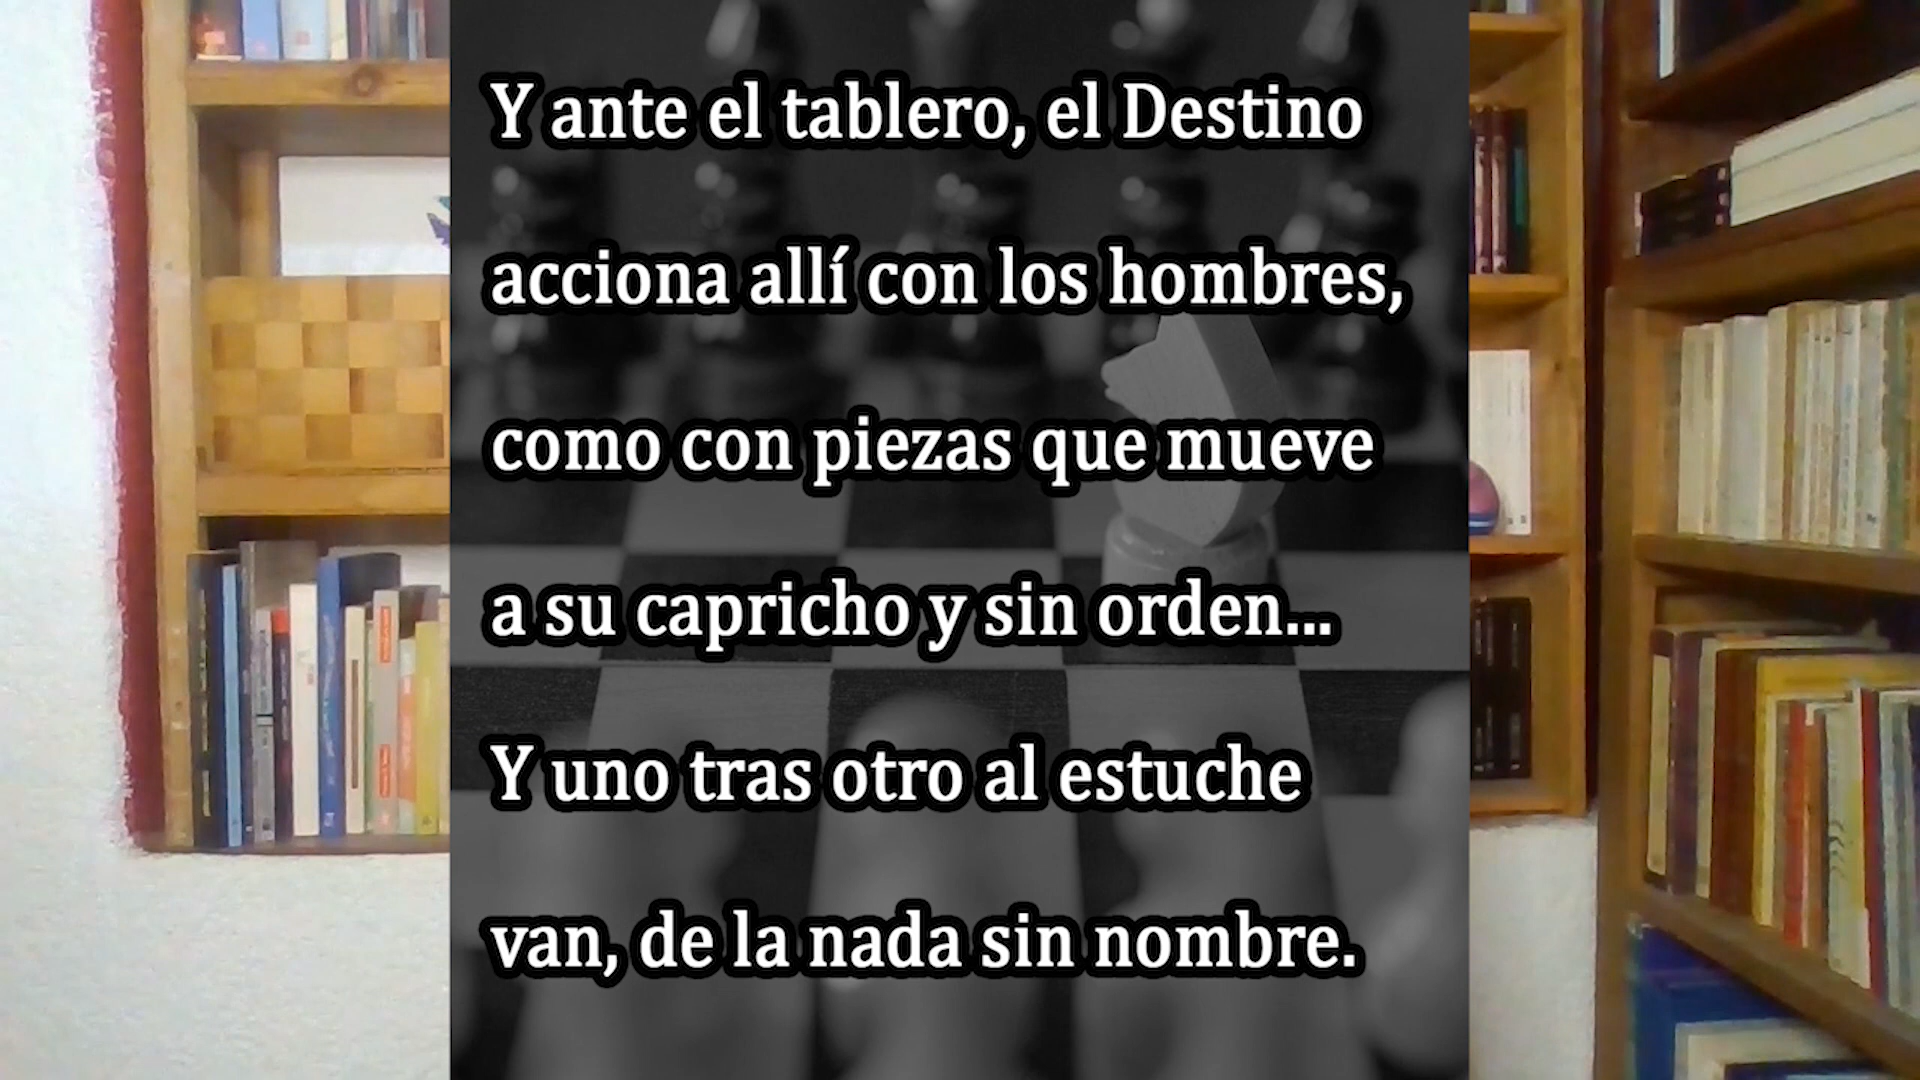 Y ante el tablero, el Destino
acciona allí con los hombres,
como con piezas que mueve
a su capricho y sin orden...
Y uno tras otro al estuche
van, de la nada sin nombre.